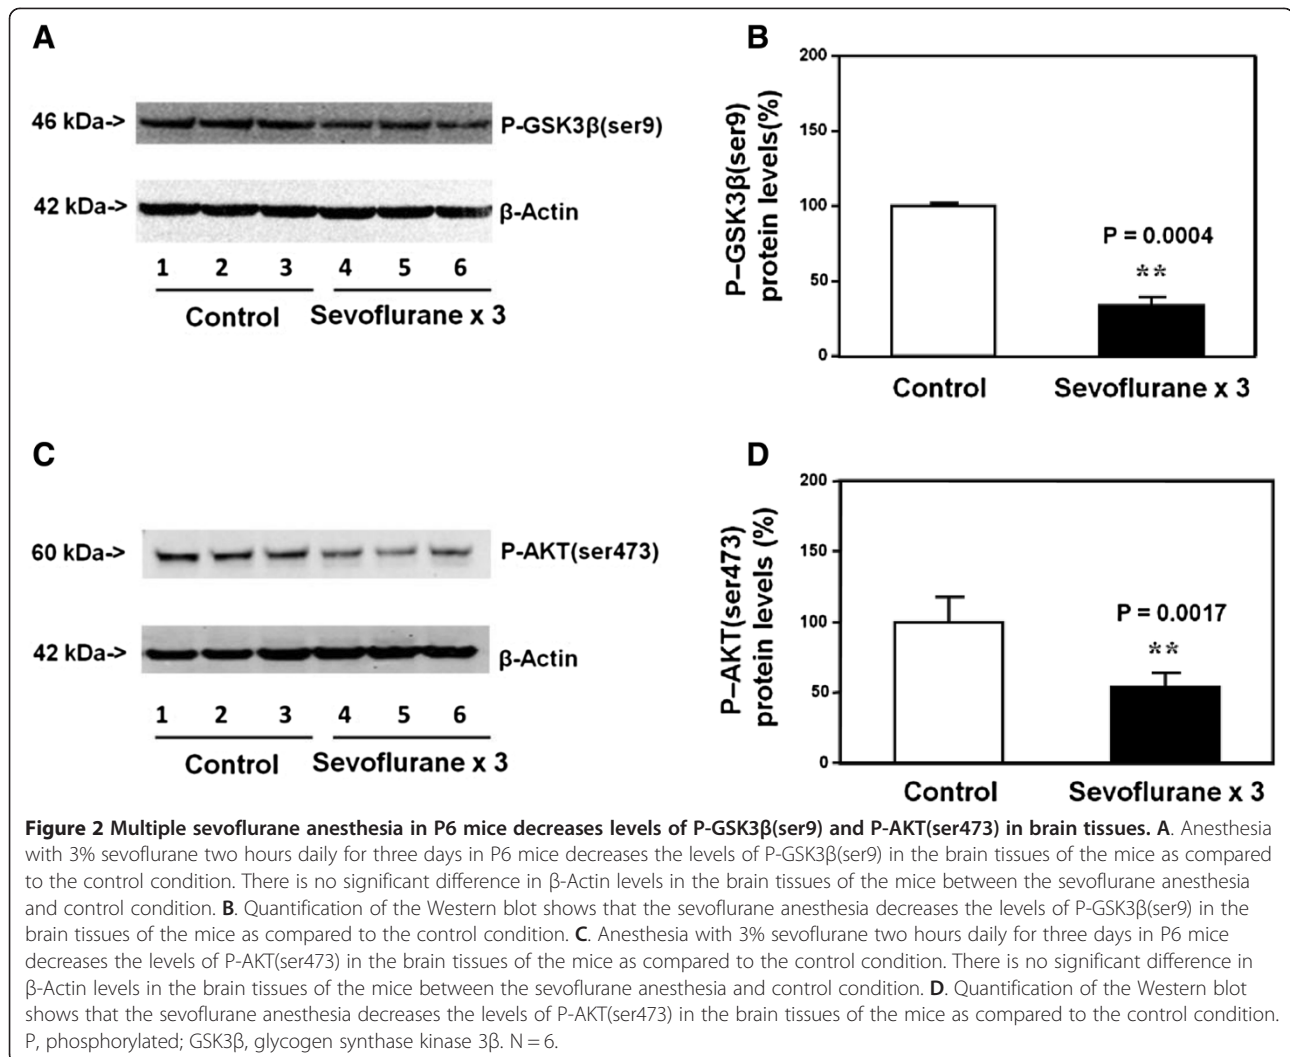 A
46 kDa->
P-GSK3β(ser9)
42 kDa->
β-Actin
1 2 3 4 5 6
Control Sevoflurane x 3
B
P–GSK3β(ser9)
protein levels(%)
200
150
100
50
0
P = 0.0004
**
Control Sevoflurane x 3
C
60 kDa->
P-AKT(ser473)
42 kDa->
β-Actin
1 2 3 4 5 6
Control Sevoflurane x 3
D
P–AKT(ser473)
protein levels (%)
200
150
100
50
0
P = 0.0017
**
Control Sevoflurane x 3
Figure 2 Multiple sevoflurane anesthesia in P6 mice decreases levels of P-GSK3β(ser9) and P-AKT(ser473) in brain tissues. A. Anesthesia
with 3% sevoflurane two hours daily for three days in P6 mice decreases the levels of P-GSK3β(ser9) in the brain tissues of the mice as compared
to the control condition. There is no significant difference in β-Actin levels in the brain tissues of the mice between the sevoflurane anesthesia
and control condition. B. Quantification of the Western blot shows that the sevoflurane anesthesia decreases the levels of P-GSK3β(ser9) in the
brain tissues of the mice as compared to the control condition. C. Anesthesia with 3% sevoflurane two hours daily for three days in P6 mice
decreases the levels of P-AKT(ser473) in the brain tissues of the mice as compared to the control condition. There is no significant difference in
β-Actin levels in the brain tissues of the mice between the sevoflurane anesthesia and control condition. D. Quantification of the Western blot
shows that the sevoflurane anesthesia decreases the levels of P-AKT(ser473) in the brain tissues of the mice as compared to the control condition.
P, phosphorylated; GSK3β, glycogen synthase kinase 3β. N = 6.